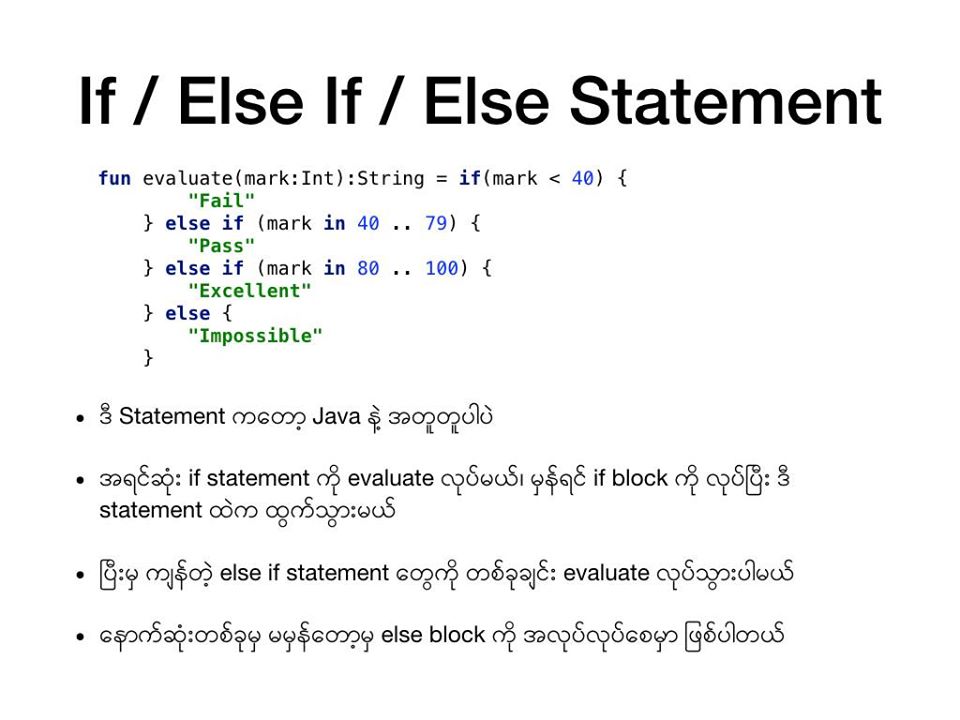 If / Else If / Else Statement
fun evaluate(mark:Int):String = if(mark < 40) {
"Fail"
} else if (mark in 40 .. 79) {
"Pass"
} else if (mark in 80 .. 100) {
"Excellent"
} else {
"Impossible"
}
• ဒီ Statement ကတော့ Java နဲ့ အတူတူပါပဲ
• အရင်ဆုံး if statement ကို evaluate လုပ်မယ်၊ မှန်ရင် if block ကို လုပ်ပြီး ဒီ
statement ထဲက ထွက်သွားမယ်
• ပြီးမှ ကျန်တဲ့ else if statement တွေကို တစ်ခုချင်း evaluate လုပ်သွားပါမယ်
• နောက်ဆုံးတစ်ခုမှ မမှန်တော့မှ else block ကို အလုပ်လုပ်စေမှာ ဖြစ်ပါတယ်